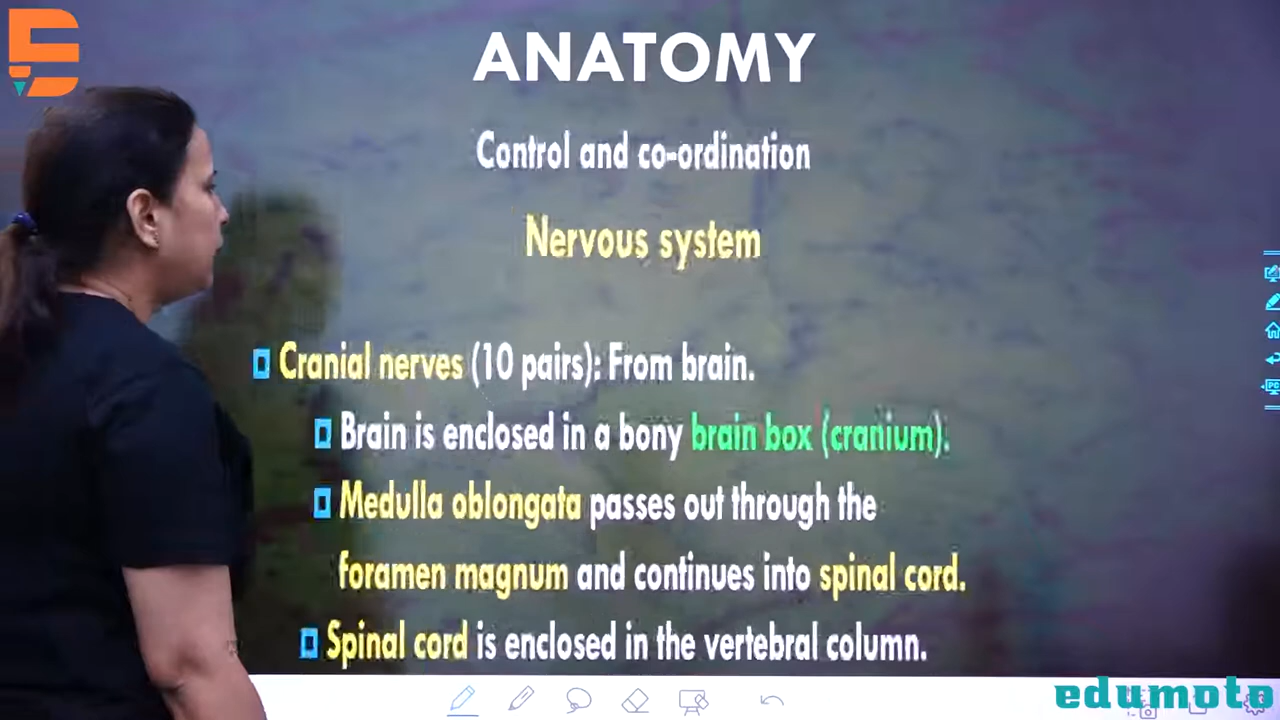 ANATOMY
Control and co-ordination
Nervous system
Cranial nerves (10 pairs): From brain.
Brain is enclosed in a bony brain box (cranium).
Medulla oblongata passes out through the
foramen magnum and continues into spinal cord.
Spinal cord is enclosed in the vertebral column.
edumoto